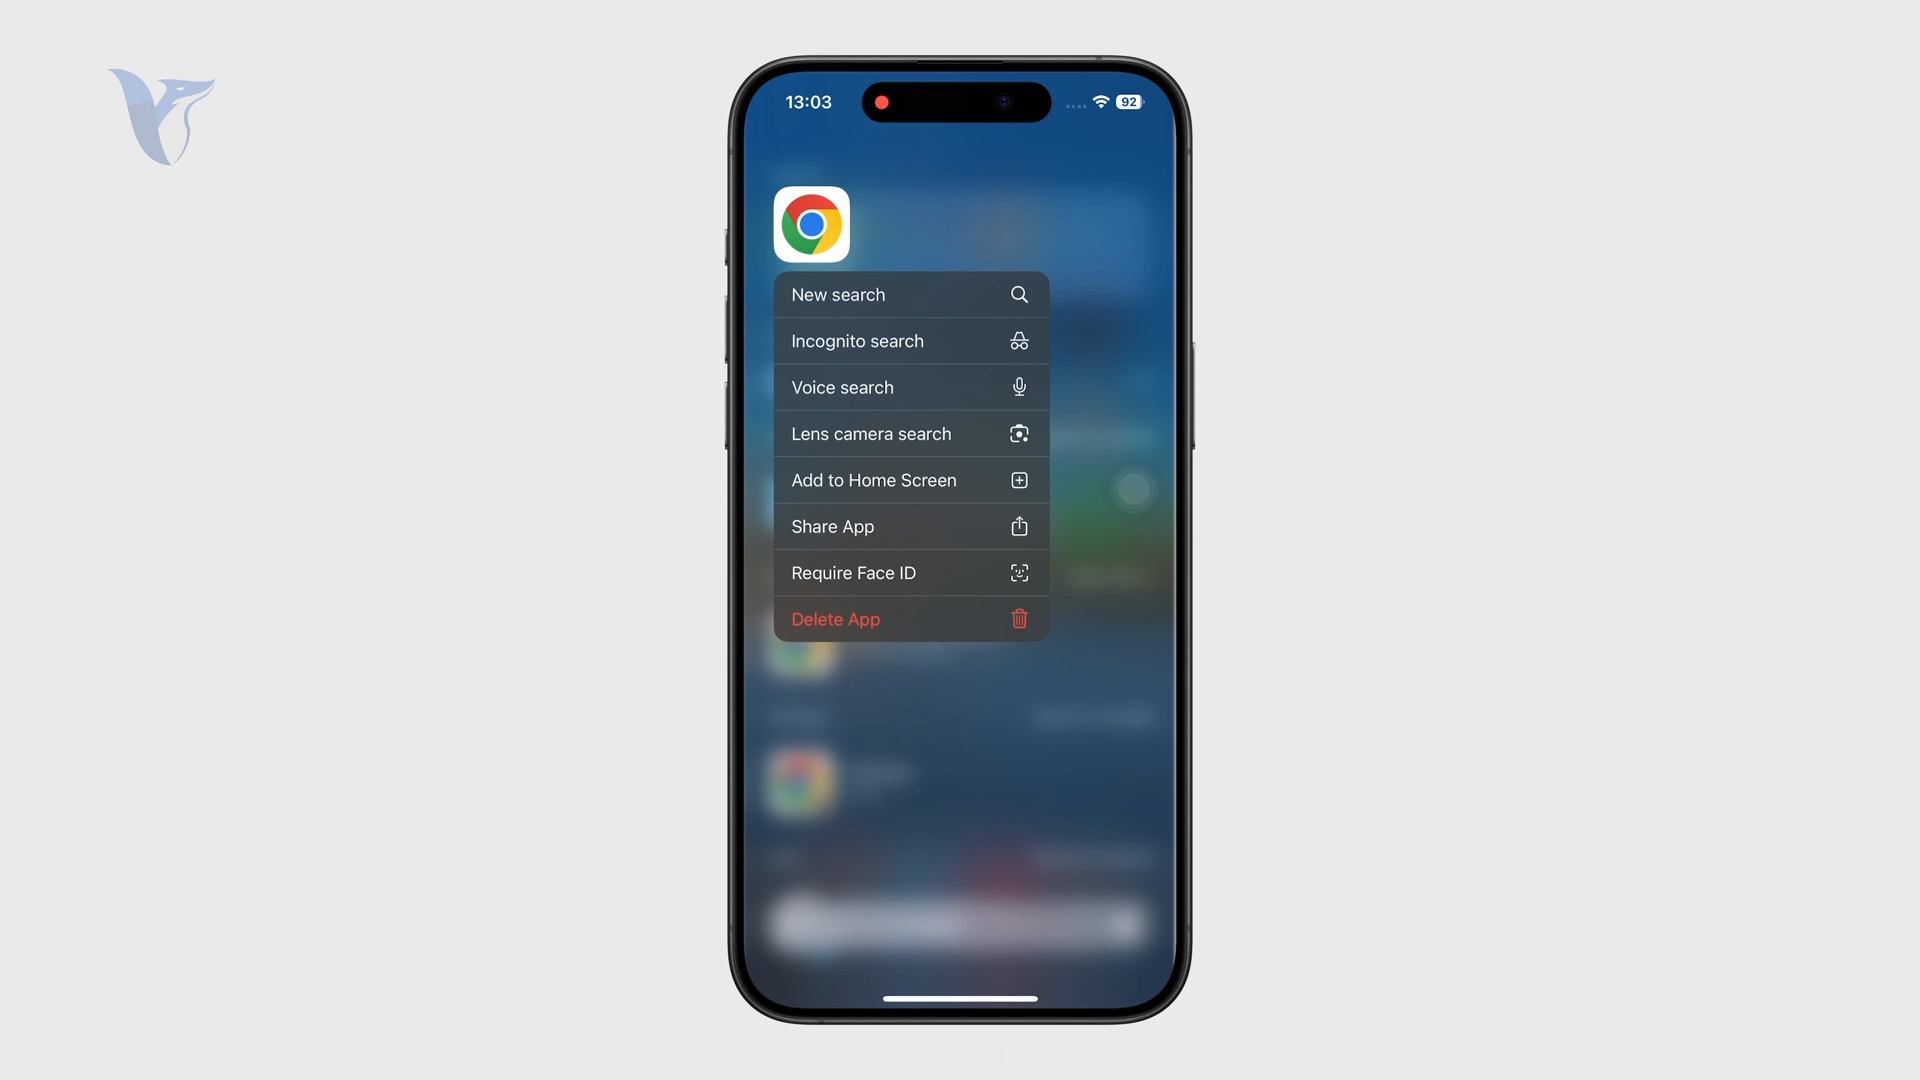 13:03
92
New search
Incognito search
Voice search
Lens camera search
Add to Home Screen
Share App
Require Face ID
Delete App